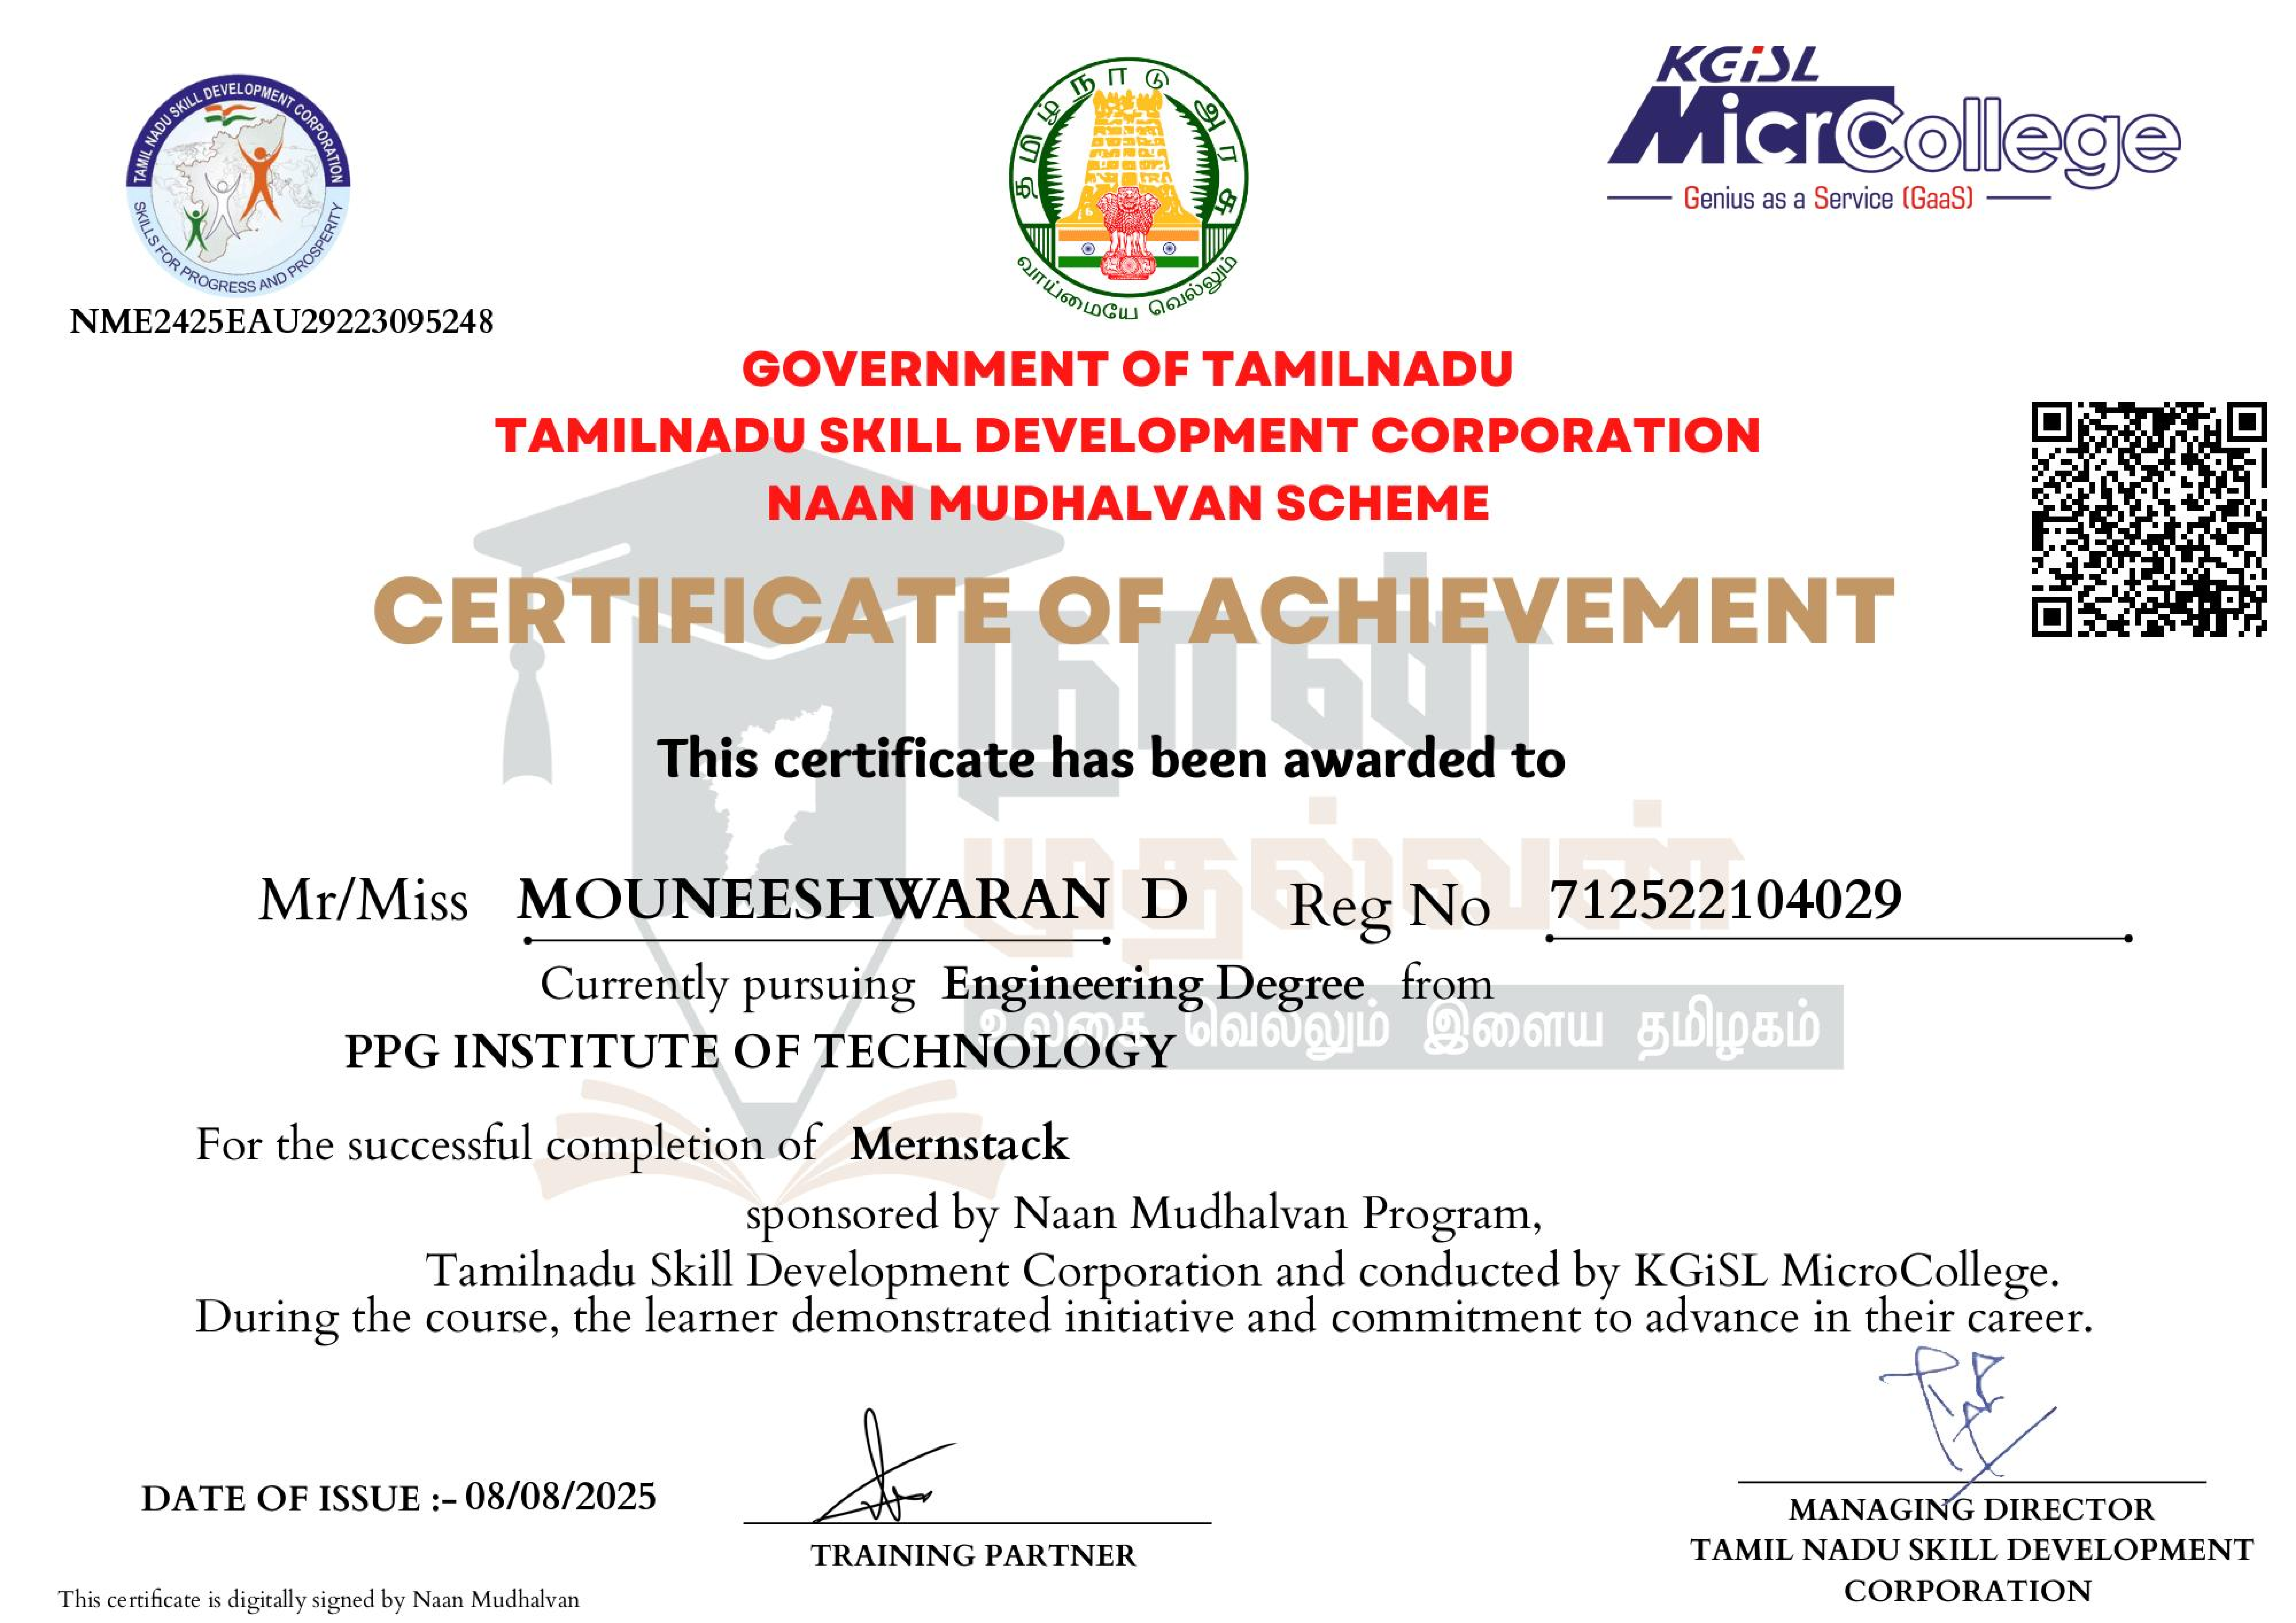 TAMIL NADU SKILL DEVELOPMENT CORPORATION
SKILLS FOR PROGRESS AND PROSPERITY
NME2425EAU29223095248
தமிழ்நாடு அரசு
வாய்மையே வெல்லும்
KGiSL
MicroCollege
Genius as a Service (GaaS)
GOVERNMENT OF TAMILNADU
TAMILNADU SKILL DEVELOPMENT CORPORATION
NAAN MUDHALVAN SCHEME
CERTIFICATE OF ACHIEVEMENT
நான்
This certificate has been awarded to
முதல்வன்
Mr/Miss MOUNEESHWARAN D Reg No 712522104029
Currently pursuing Engineering Degree from
உலகை வெல்லும் இளைய தமிழகம்
PPG INSTITUTE OF TECHNOLOGY
For the successful completion of Mernstack
sponsored by Naan Mudhalvan Program,
Tamilnadu Skill Development Corporation and conducted by KGiSL MicroCollege.
During the course, the learner demonstrated initiative and commitment to advance in their career.
DATE OF ISSUE :- 08/08/2025
TRAINING PARTNER
MANAGING DIRECTOR
TAMIL NADU SKILL DEVELOPMENT
CORPORATION
This certificate is digitally signed by Naan Mudhalvan